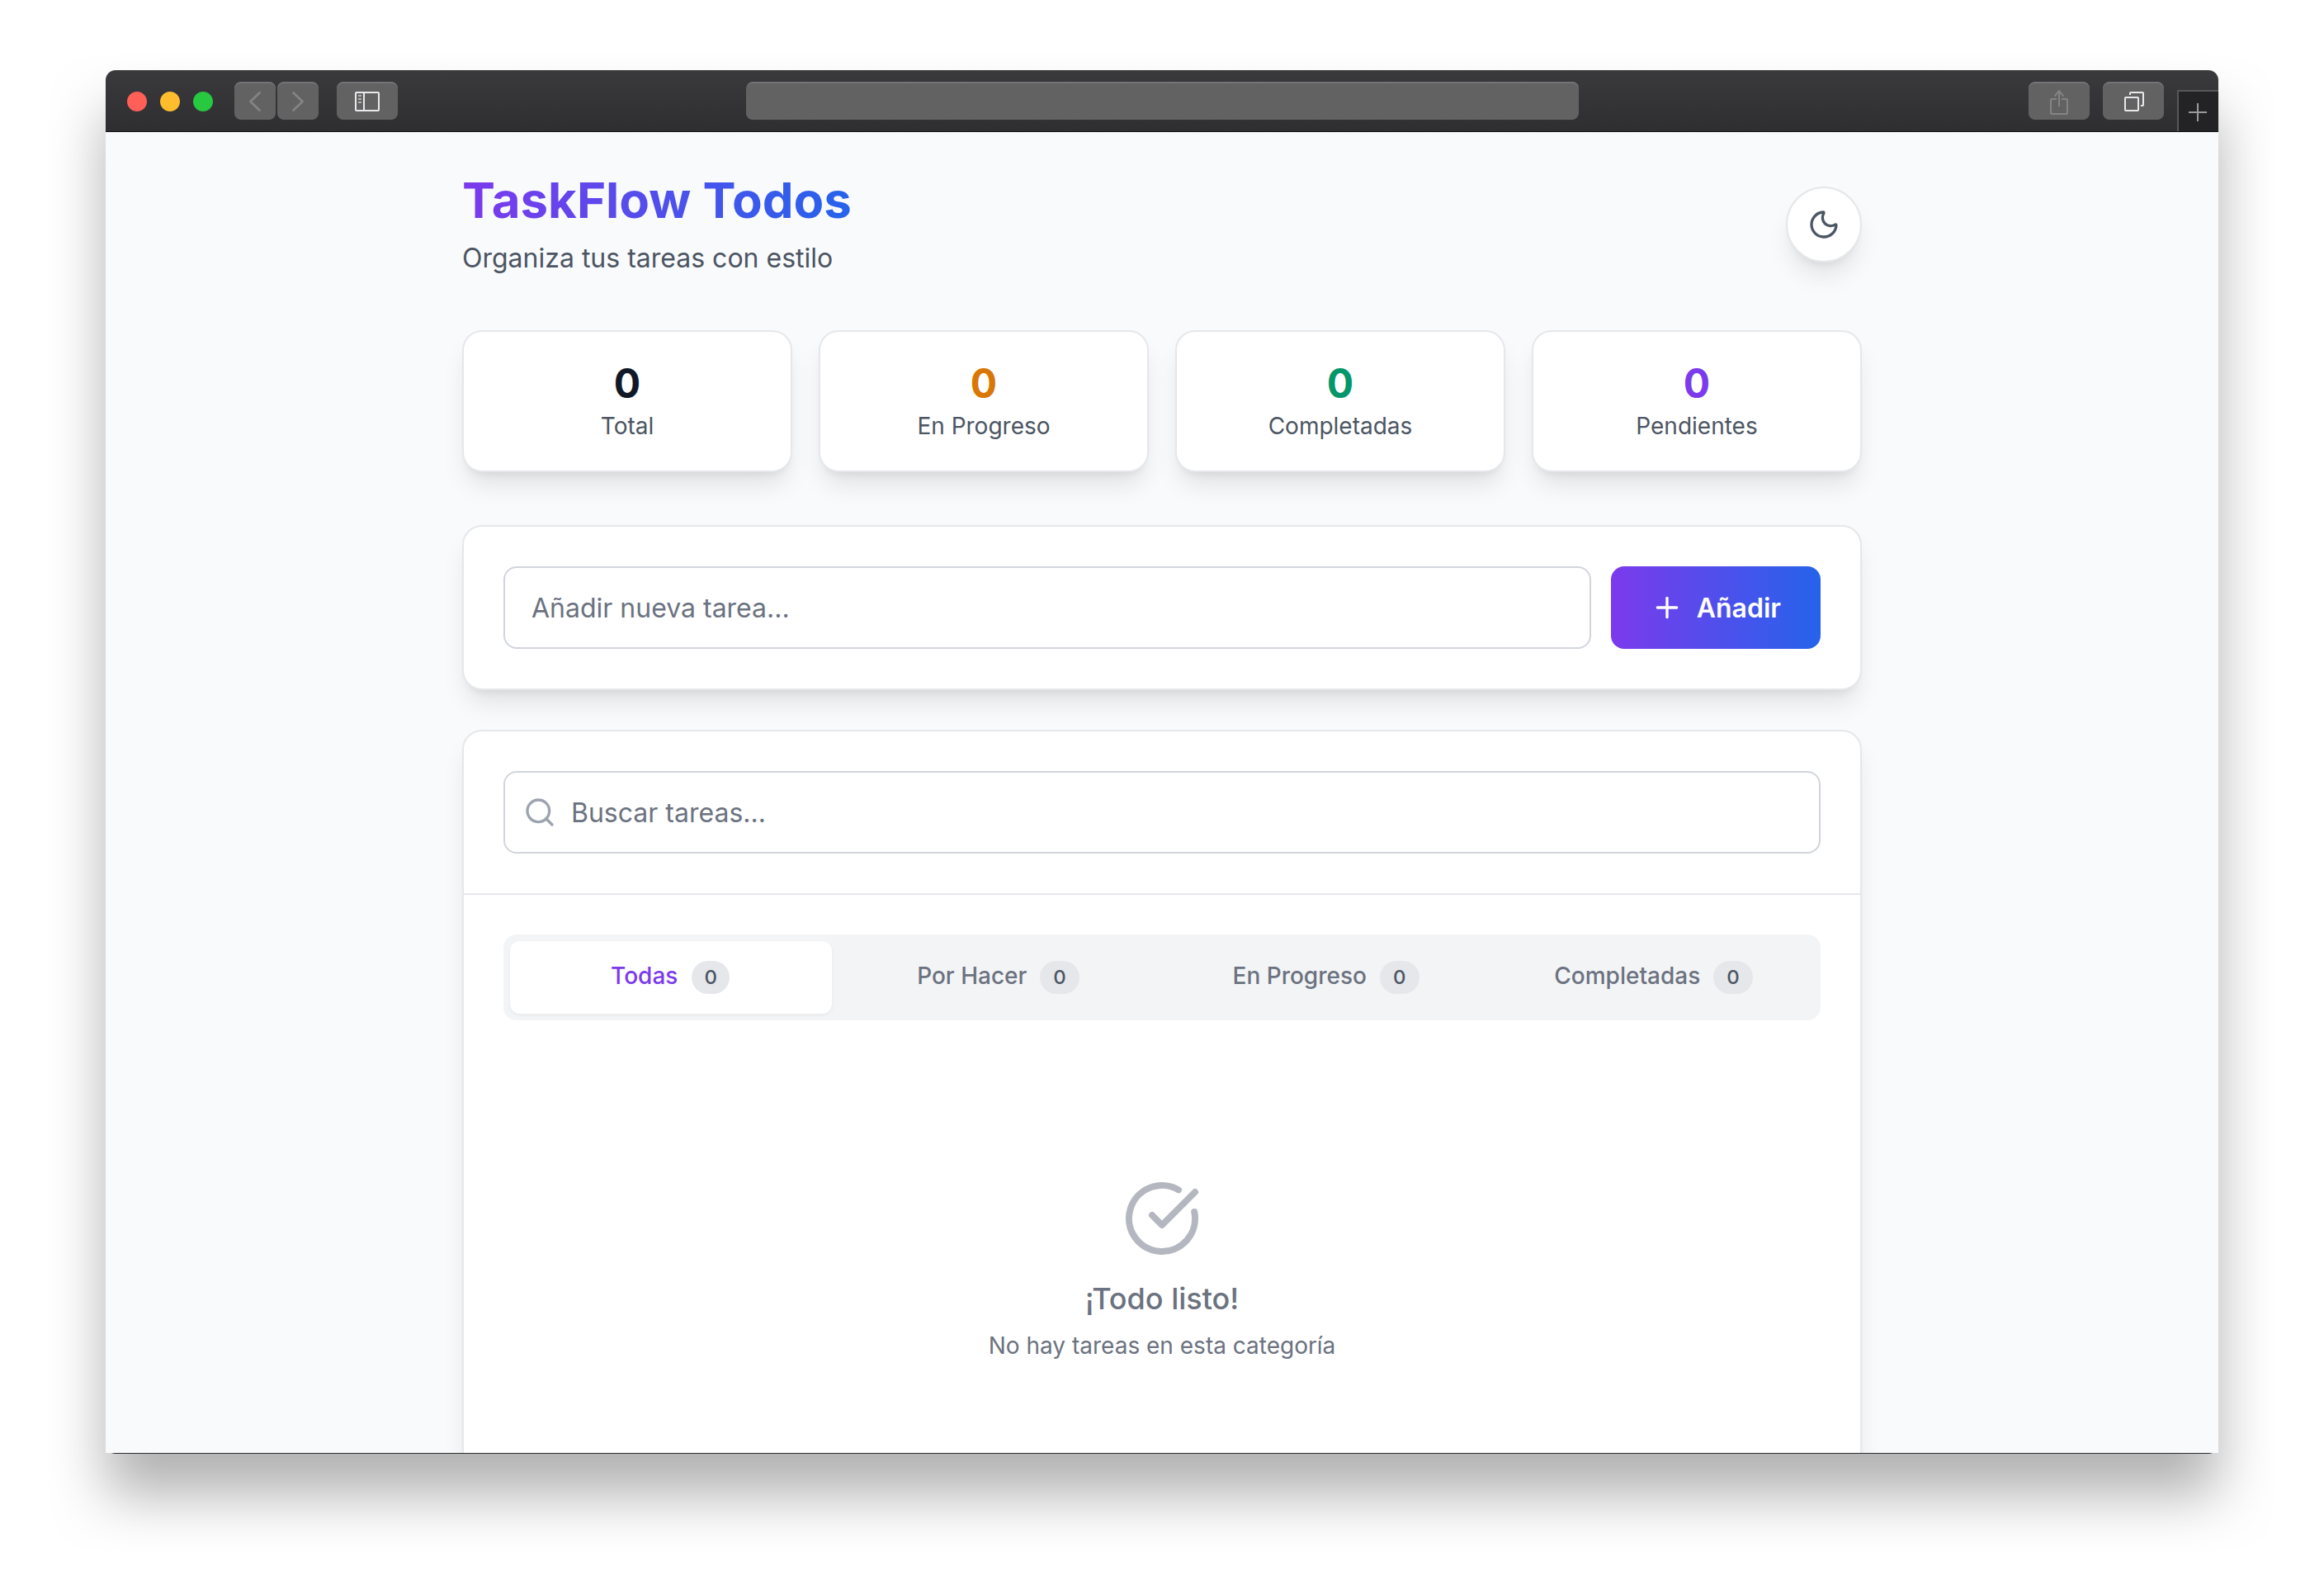 TaskFlow Todos
Organiza tus tareas con estilo
0
Total
0
En Progreso
0
Completadas
0
Pendientes
Añadir nueva tarea...
Añadir
Buscar tareas...
Todas 0
Por Hacer 0
En Progreso 0
Completadas 0
¡Todo listo!
No hay tareas en esta categoría